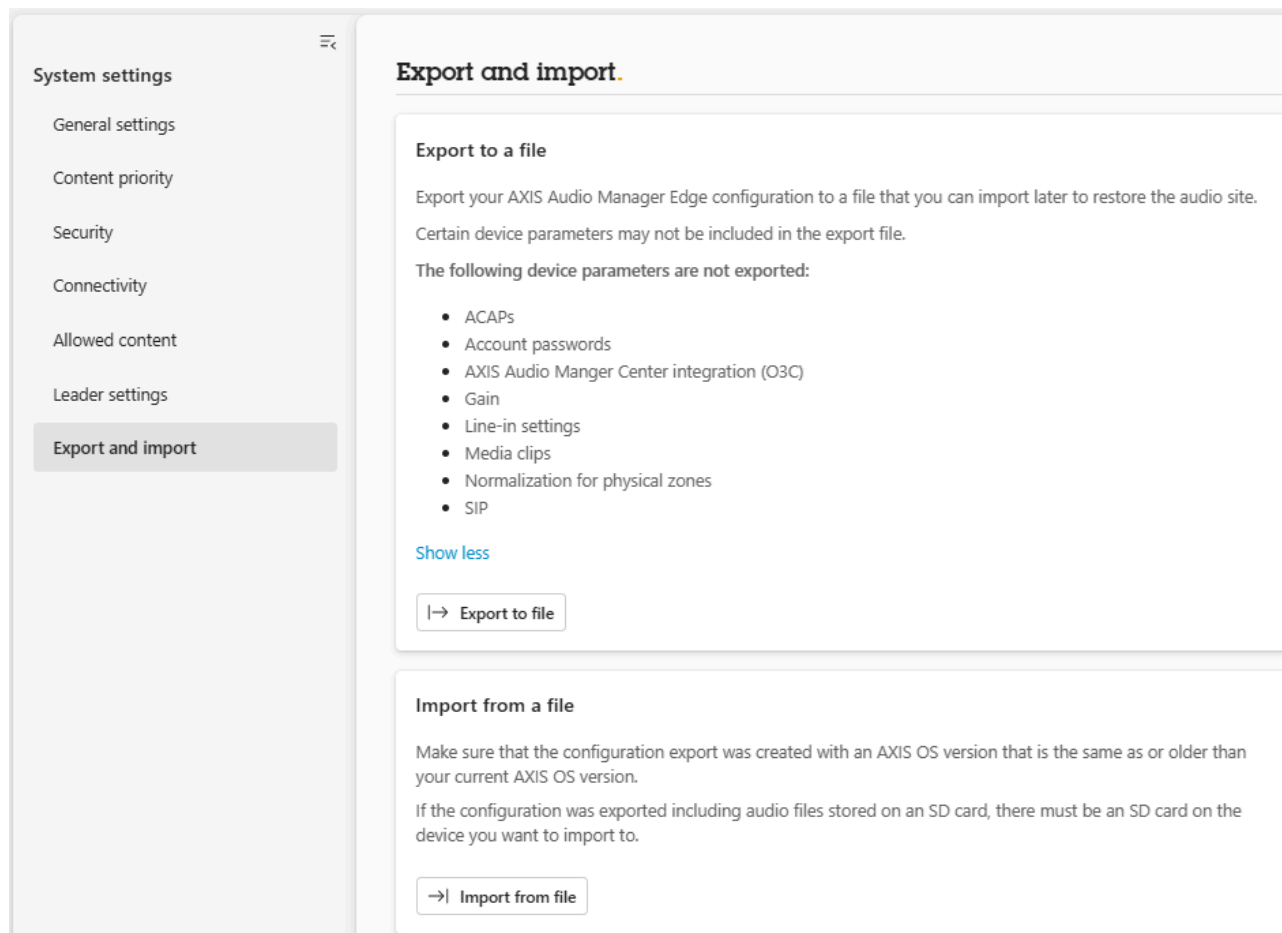 System settings
General settings
Content priority
Security
Connectivity
Allowed content
Leader settings
Export and import
Export and import.
Export to a file
Export your AXIS Audio Manager Edge configuration to a file that you can import later to restore the audio site.
Certain device parameters may not be included in the export file.
The following device parameters are not exported:
• ACAPs
• Account passwords
• AXIS Audio Manger Center integration (O3C)
• Gain
• Line-in settings
• Media clips
• Normalization for physical zones
• SIP
Show less
Export to file
Import from a file
Make sure that the configuration export was created with an AXIS OS version that is the same as or older than
your current AXIS OS version.
If the configuration was exported including audio files stored on an SD card, there must be an SD card on the
device you want to import to.
Import from file